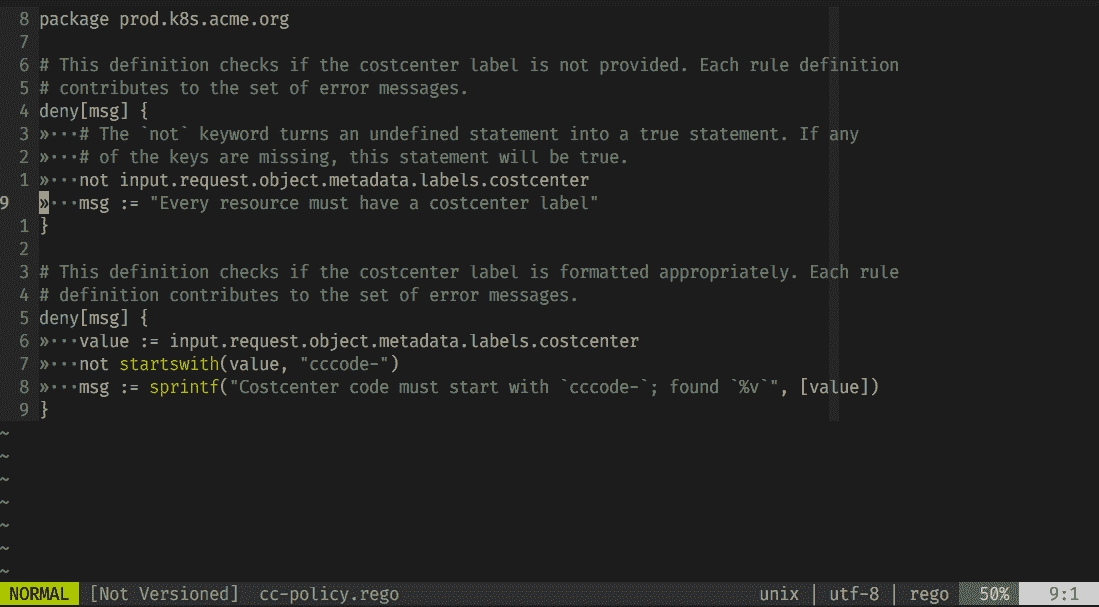 8 package prod.k8s.acme.org
7
6 # This definition checks if the costcenter label is not provided. Each rule definition
5 # contributes to the set of error messages.
4 deny[msg] {
3 »···# The `not` keyword turns an undefined statement into a true statement. If any
2 »···# of the keys are missing, this statement will be true.
1 »···not input.request.object.metadata.labels.costcenter
9 »···msg := "Every resource must have a costcenter label"
1 }
2
3 # This definition checks if the costcenter label is formatted appropriately. Each rule
4 # definition contributes to the set of error messages.
5 deny[msg] {
6 »···value := input.request.object.metadata.labels.costcenter
7 »···not startswith(value, "cccode-")
8 »···msg := sprintf("Costcenter code must start with `cccode-`; found `%v`", [value])
9 }
~
~
~
~
~
~
~
NORMAL [Not Versioned] cc-policy.rego unix | utf-8 | rego 50% 9:1